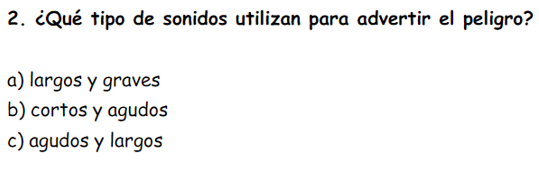 2. ¿Qué tipo de sonidos utilizan para advertir el peligro?
a) largos y graves
b) cortos y agudos
c) agudos y largos